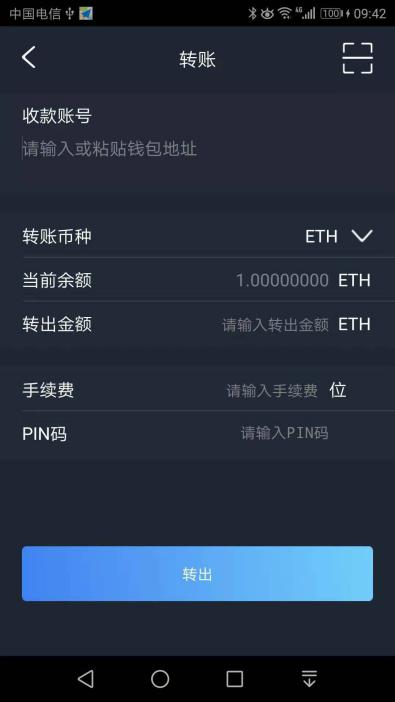 中国电信 4G 100 09:42
转账
收款账号
请输入或粘贴钱包地址
转账币种 ETH
当前余额 1.00000000 ETH
转出金额 请输入转出金额 ETH
手续费 请输入手续费 位
PIN码 请输入PIN码
转出